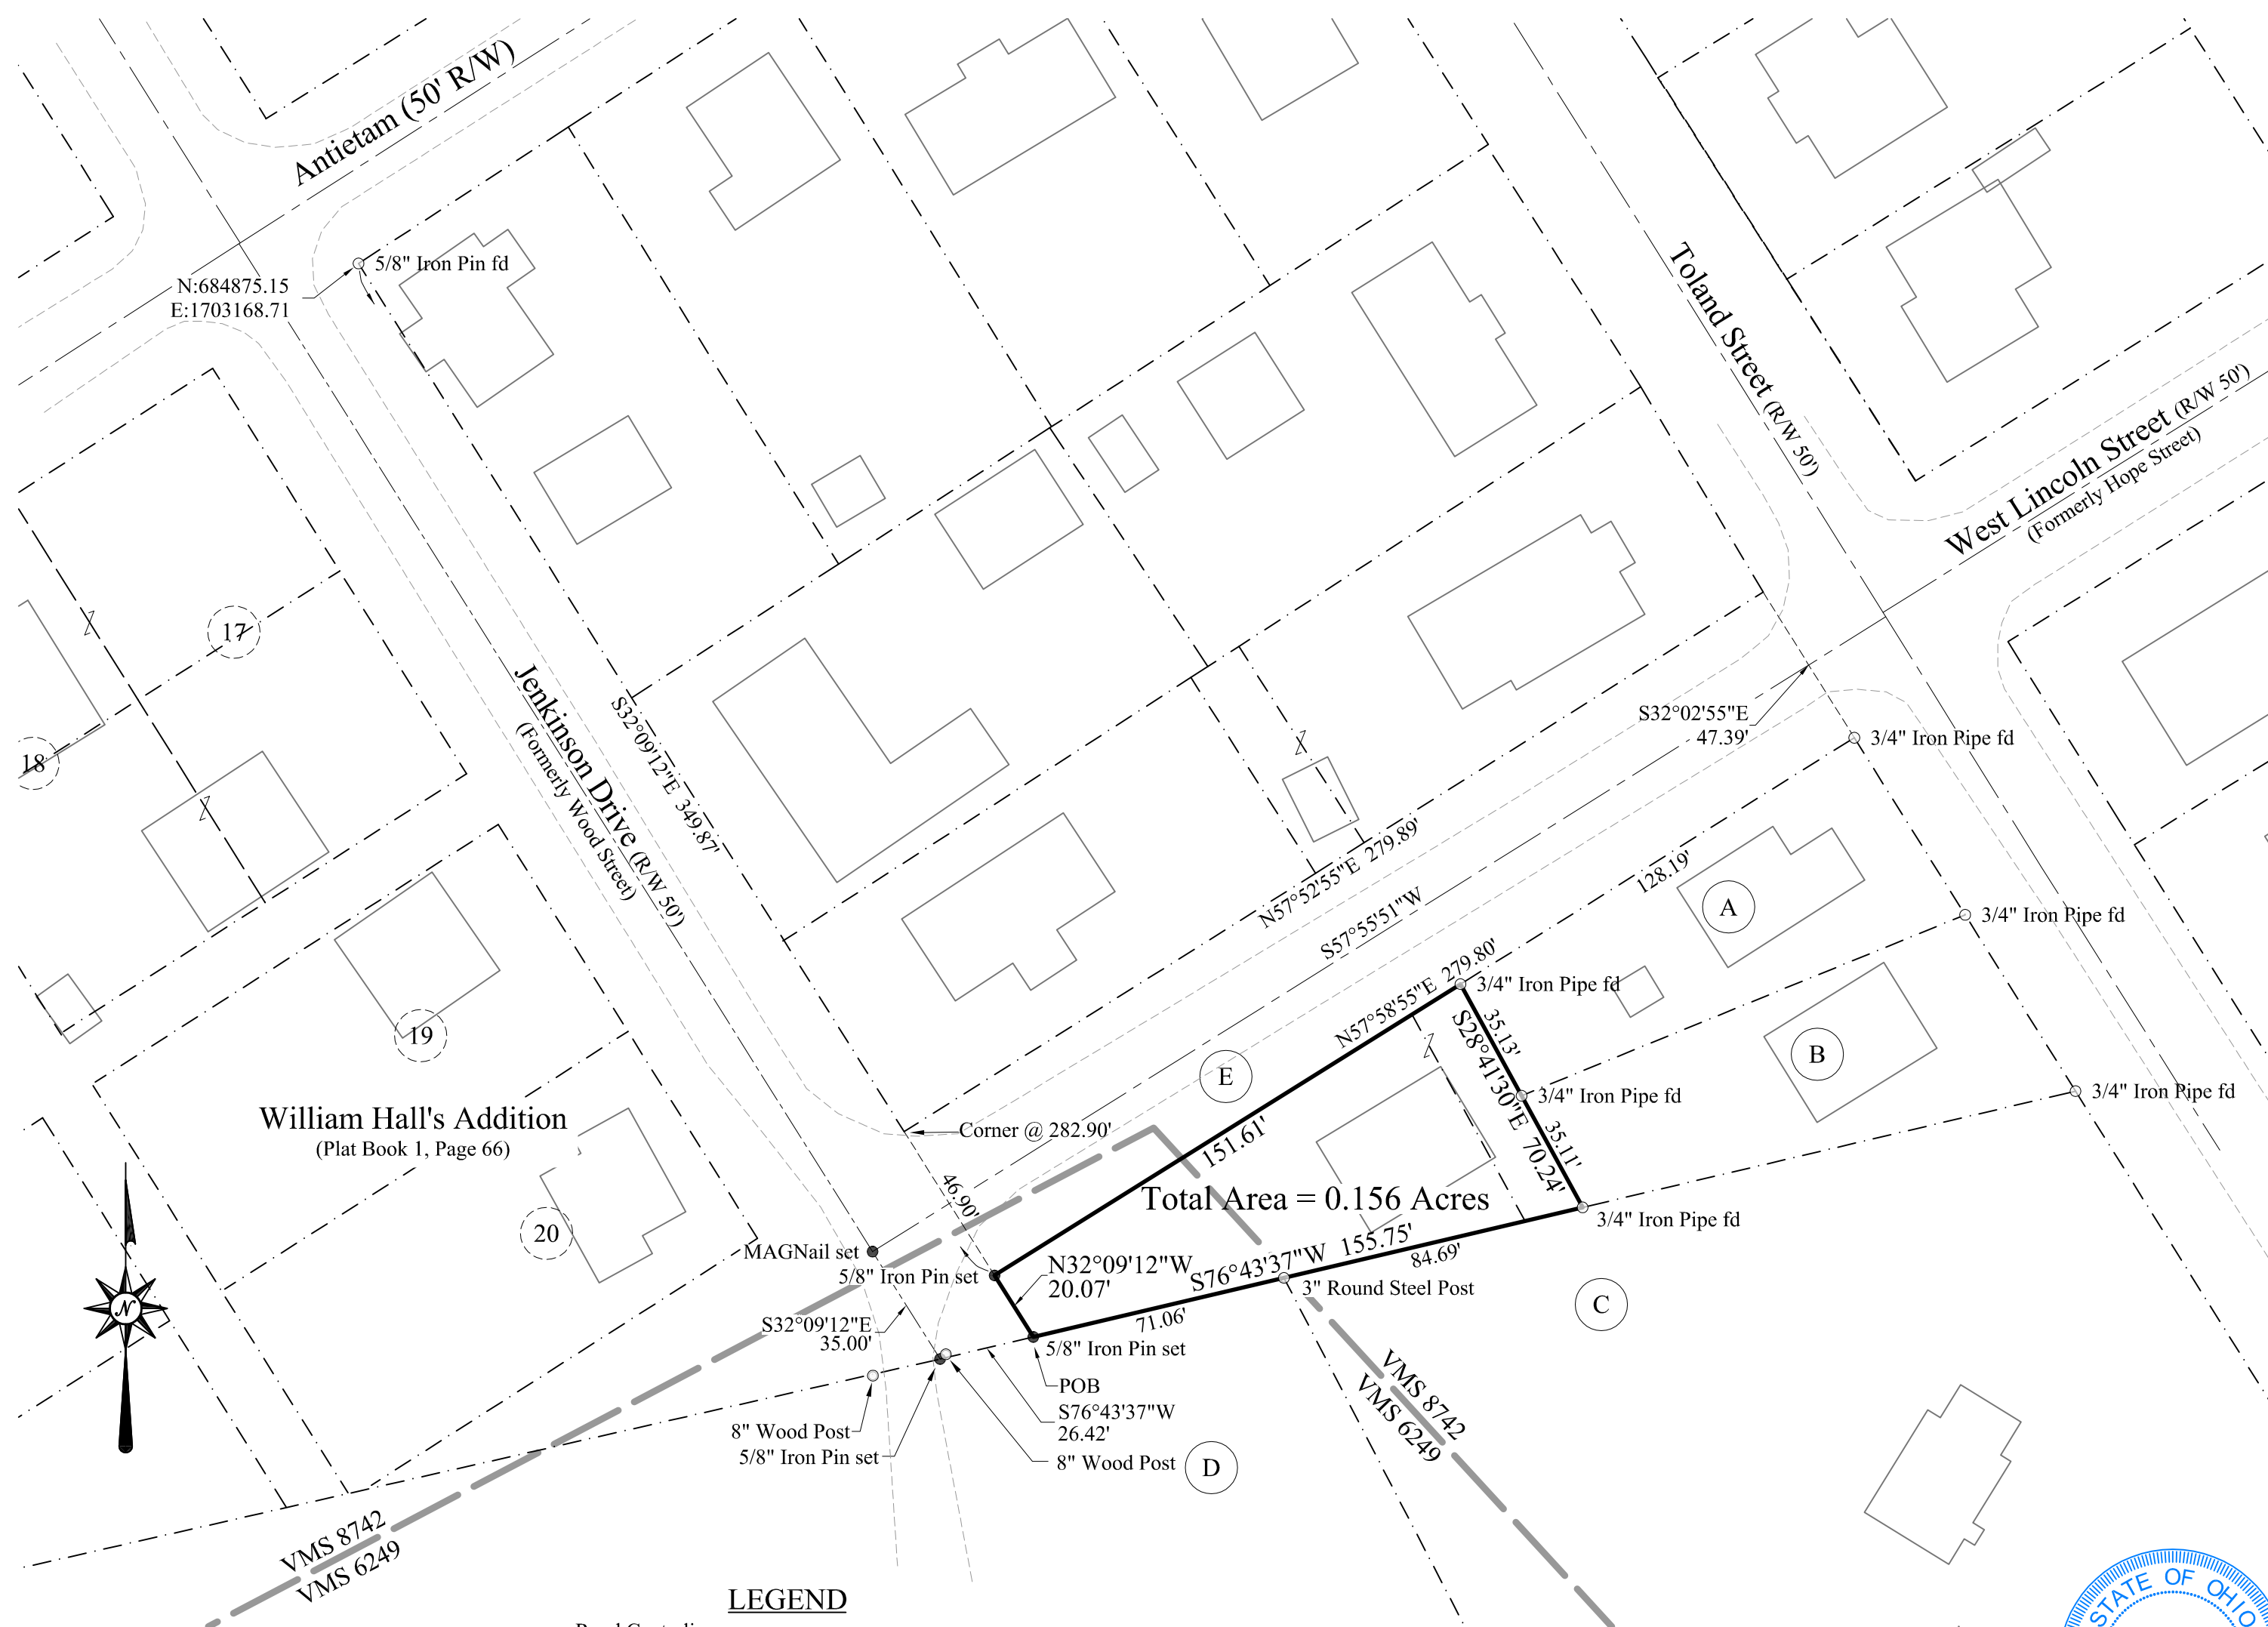 Antietam (50' R/W)
5/8" Iron Pin fd
N:684875.15
E:1703168.71
Toland Street (R/W 50')
West Lincoln Street (R/W 50')
(Formerly Hope Street)
17
18
Jenkinson Drive (R/W 50')
(Formerly Wood Street)
S32°09'12"E 349.87'
S32°02'55"E
47.39'
3/4" Iron Pipe fd
N57°52'55"E 279.89'
S57°55'51"W
128.19'
A
3/4" Iron Pipe fd
N57°58'55"E 279.80'
3/4" Iron Pipe fd
35.13'
S28°41'30"E 70.24'
B
19
3/4" Iron Pipe fd
3/4" Iron Pipe fd
E
William Hall's Addition
(Plat Book 1, Page 66)
Corner @ 282.90'
151.61'
35.11'
46.90'
Total Area = 0.156 Acres
3/4" Iron Pipe fd
20
MAGNail set
5/8" Iron Pin set
N32°09'12"W
20.07'
S76°43'37"W 155.75'
84.69'
3" Round Steel Post
C
N
S32°09'12"E
35.00'
71.06'
5/8" Iron Pin set
POB
S76°43'37"W
26.42'
8" Wood Post
5/8" Iron Pin set
8" Wood Post
D
VMS 8742
VMS 6249
VMS 8742
VMS 6249
LEGEND
STATE OF OHIO